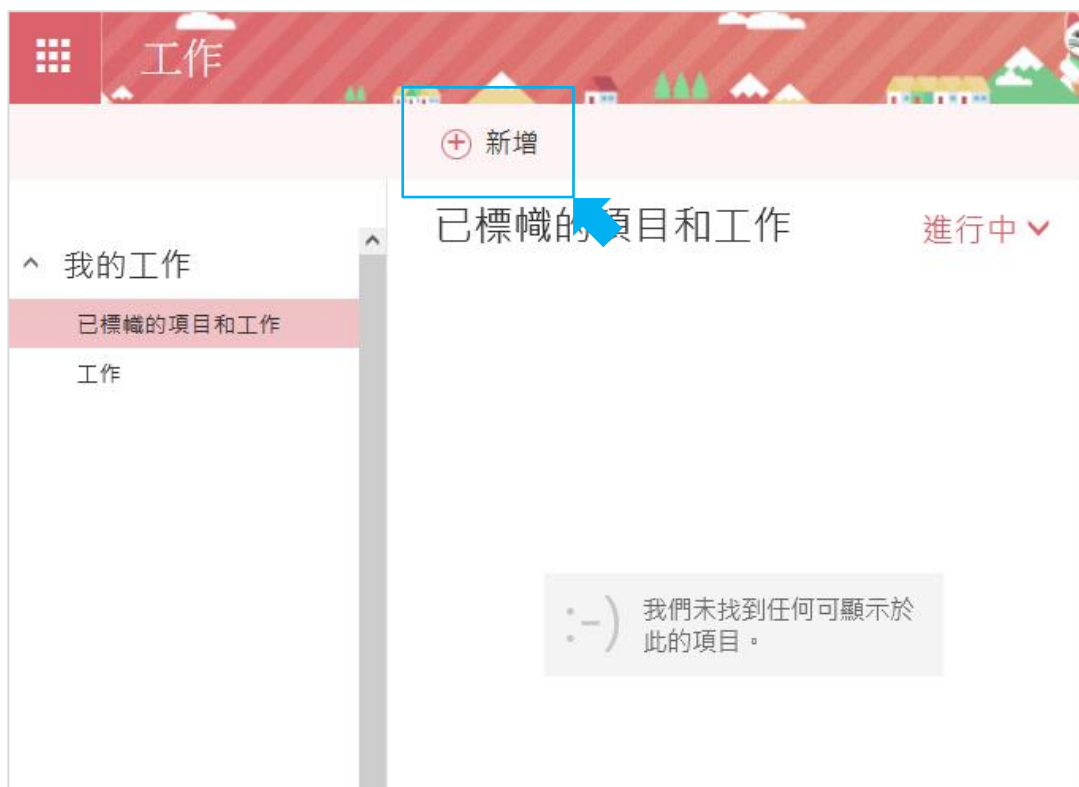 工作
新增
我的工作
已標幟的項目和工作
工作
已標幟的項目和工作
進行中
:-)
我們未找到任何可顯示於
此的項目。